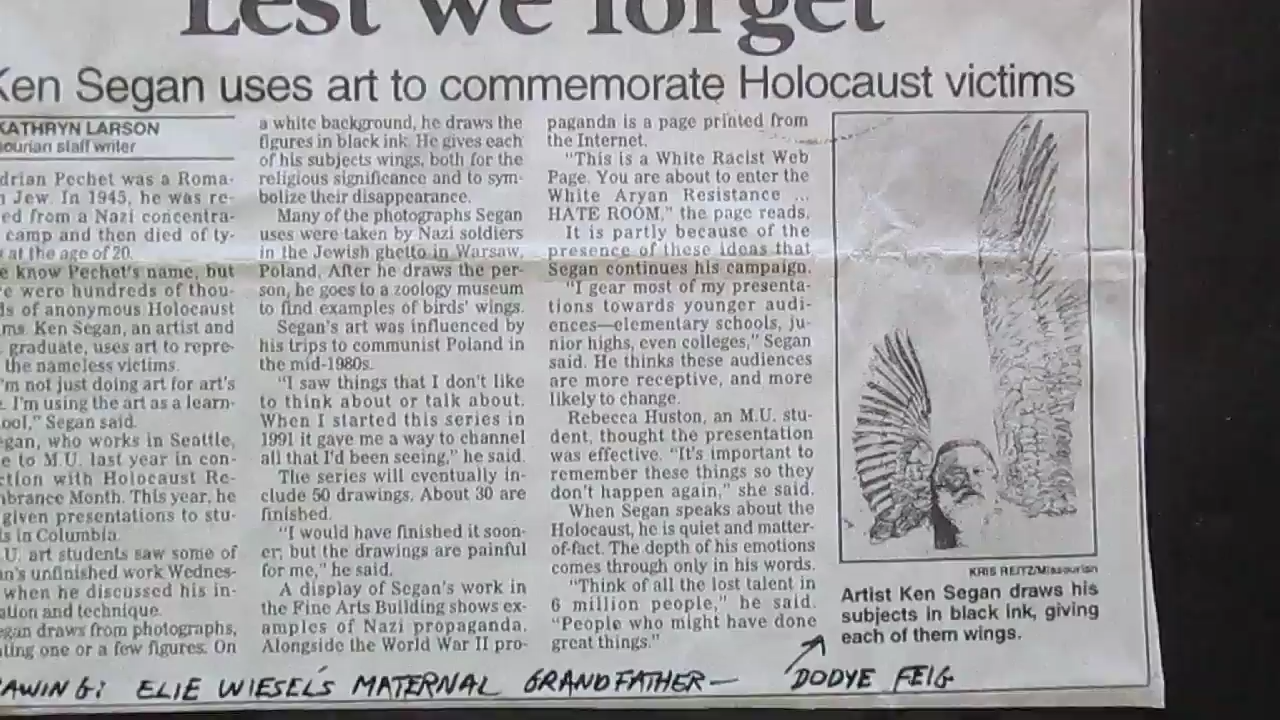 Lest we forget
Ken Segan uses art to commemorate Holocaust victims
KATHRYN LARSON
sourian staff writer
drian Pechet was a Roma-
n Jew. In 1945, he was re-
ed from a Nazi concentra-
camp and then died of ty-
at the age of 20.
e know Pechet's name, but
e were hundreds of thou-
ds of anonymous Holocaust
ms. Ken Segan, an artist and
graduate, uses art to repre-
the nameless victims.
'm not just doing art for art's
. I'm using the art as a learn-
ool," Segan said.
egan, who works in Seattle,
e to M.U. last year in con-
ction with Holocaust Re-
mbrance Month. This year, he
given presentations to stu-
ts in Columbia.
U. art students saw some of
n's unfinished work Wednes-
when he discussed his in-
ation and technique.
egan draws from photographs,
ting one or a few figures. On
a white background, he draws the
figures in black ink. He gives each
of his subjects wings, both for the
religious significance and to sym-
bolize their disappearance.
Many of the photographs Segan
uses were taken by Nazi soldiers
in the Jewish ghetto in Warsaw,
Poland. After he draws the per-
son, he goes to a zoology museum
to find examples of birds' wings.
Segan's art was influenced by
his trips to communist Poland in
the mid-1980s.
"I saw things that I don't like
to think about or talk about.
When I started this series in
1991 it gave me a way to channel
all that I'd been seeing," he said.
The series will eventually in-
clude 50 drawings. About 30 are
finished.
"I would have finished it soon-
er, but the drawings are painful
for me," he said.
A display of Segan's work in
the Fine Arts Building shows ex-
amples of Nazi propaganda.
Alongside the World War II pro-
paganda is a page printed from
the Internet.
"This is a White Racist Web
Page. You are about to enter the
White Aryan Resistance ...
HATE ROOM," the page reads.
It is partly because of the
presence of these ideas that
Segan continues his campaign.
"I gear most of my presenta-
tions towards younger audi-
ences—elementary schools, ju-
nior highs, even colleges," Segan
said. He thinks these audiences
are more receptive, and more
likely to change.
Rebecca Huston, an M.U. stu-
dent, thought the presentation
was effective. "It's important to
remember these things so they
don't happen again," she said.
When Segan speaks about the
Holocaust, he is quiet and matter-
of-fact. The depth of his emotions
comes through only in his words.
"Think of all the lost talent in
6 million people," he said.
"People who might have done
great things."
KRIS REITZ/Missourian
Artist Ken Segan draws his
subjects in black ink, giving
each of them wings.
AWING: ELIE WIESEL'S MATERNAL GRANDFATHER— DODYE FEIG